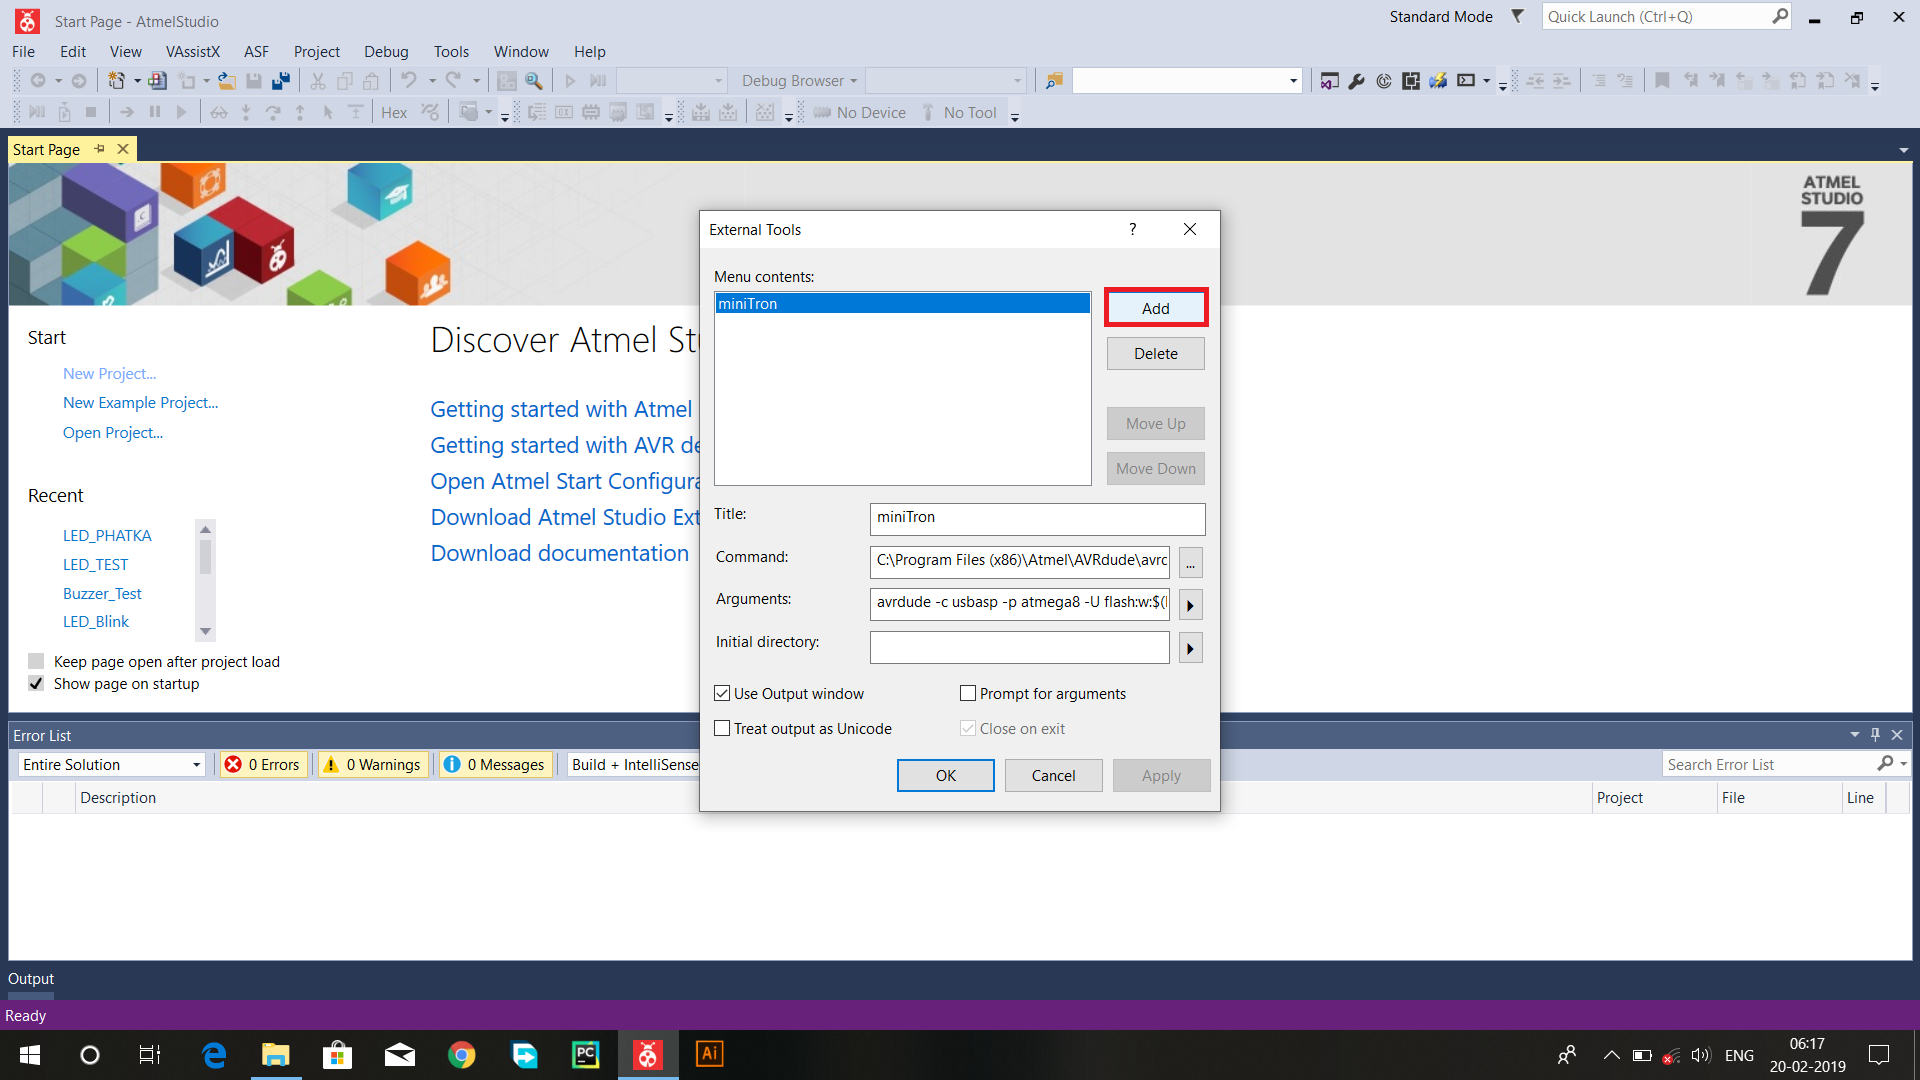 Start Page - AtmelStudio
Standard Mode
Quick Launch (Ctrl+Q)
File Edit View VAssistX ASF Project Debug Tools Window Help
Debug Browser
Hex
No Device
No Tool
Start Page
ATMEL
STUDIO
7
Start
New Project...
New Example Project...
Open Project...
Recent
LED_PHATKA
LED_TEST
Buzzer_Test
LED_Blink
Keep page open after project load
Show page on startup
Discover Atmel St
Getting started with Atmel
Getting started with AVR de
Open Atmel Start Configura
Download Atmel Studio Ext
Download documentation
External Tools
?
Menu contents:
miniTron
Add
Delete
Move Up
Move Down
Title:
miniTron
Command:
C:\Program Files (x86)\Atmel\AVRdude\avrc
...
Arguments:
avrdude -c usbasp -p atmega8 -U flash:w:$(
Initial directory:
Use Output window
Prompt for arguments
Treat output as Unicode
Close on exit
OK
Cancel
Apply
Error List
Entire Solution
0 Errors
0 Warnings
0 Messages
Build + IntelliSense
Search Error List
Description
Project
File
Line
Output
Ready
PC
Ai
ENG
06:17
20-02-2019